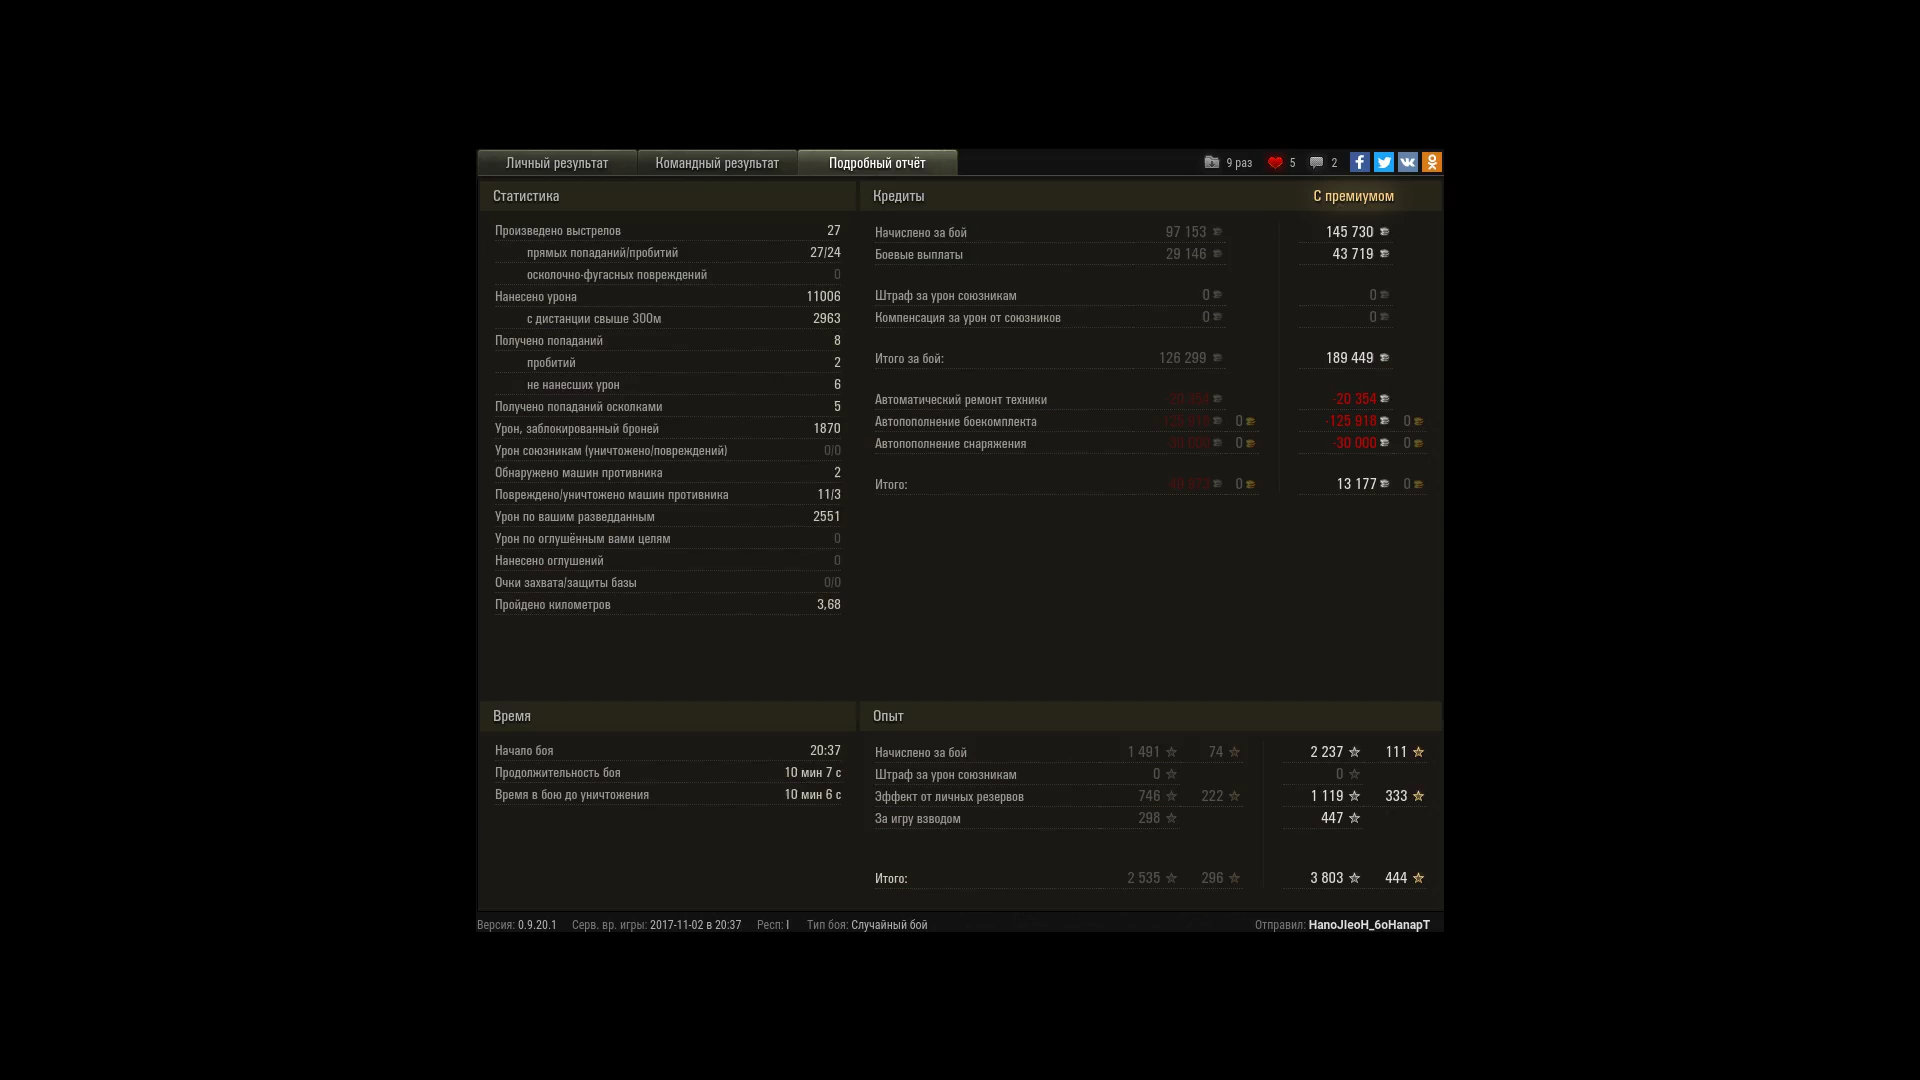 Личный результат Командный результат Подробный отчёт 9 раз 5 2
Статистика
Произведено выстрелов 27
прямых попаданий/пробитий 27/24
осколочно-фугасных повреждений 0
Нанесено урона 11006
с дистанции свыше 300м 2963
Получено попаданий 8
пробитий 2
не нанесших урон 6
Получено попаданий осколками 5
Урон, заблокированный броней 1870
Урон союзникам (уничтожено/повреждений) 0/0
Обнаружено машин противника 2
Повреждено/уничтожено машин противника 11/3
Урон по вашим разведданным 2551
Урон по оглушённым вами целям 0
Нанесено оглушений 0
Очки захвата/защиты базы 0/0
Пройдено километров 3,68
Кредиты С премиумом
Начислено за бой 97 153 145 730
Боевые выплаты 29 146 43 719
Штраф за урон союзникам 0 0
Компенсация за урон от союзников 0 0
Итого за бой: 126 299 189 449
Автоматический ремонт техники -20 354 -20 354
Автопополнение боекомплекта -125 918 0 -125 918 0
Автопополнение снаряжения -30 000 0 -30 000 0
Итого: 0 13 177 0
Время
Начало боя 20:37
Продолжительность боя 10 мин 7 с
Время в бою до уничтожения 10 мин 6 с
Опыт
Начислено за бой 1 491 74 2 237 111
Штраф за урон союзникам 0 0
Эффект от личных резервов 746 222 1 119 333
За игру взводом 298 447
Итого: 2 535 296 3 803 444
Версия: 0.9.20.1 Серв. вр. игры: 2017-11-02 в 20:37 Респ: I Тип боя: Случайный бой Отправил: HanoJIeoH_6oHanapT